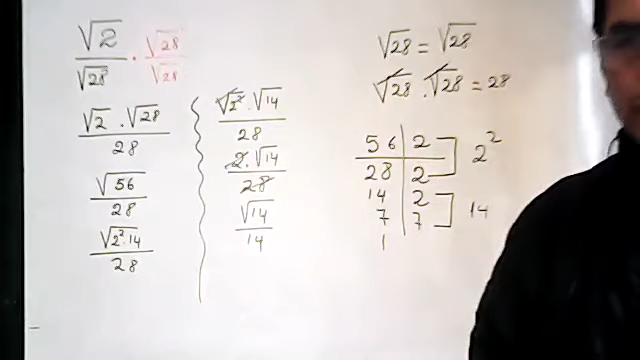 √2/√28 · √28/√28
√2 · √28/28
√56/28
√2²·14/28
√2² · √14/28
2 · √14/28
√14/14
√28 = √28
√28 · √28 = 28
56 | 2
28 | 2
2²
14 | 2
7 | 7
14
1